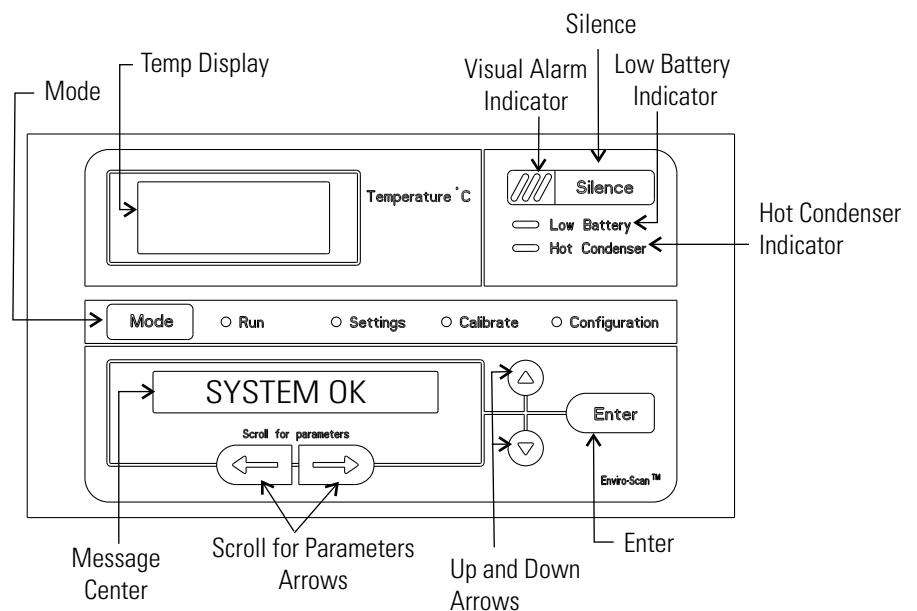 Silence
Temp Display
Visual Alarm
Indicator
Low Battery
Indicator
Mode
Temperature °C
Silence
Low Battery
Hot Condenser
Hot Condenser
Indicator
Mode
Run
Settings
Calibrate
Configuration
SYSTEM OK
Scroll for parameters
Enter
Enviro-Scan™
Message
Center
Scroll for Parameters
Arrows
Up and Down
Arrows
Enter